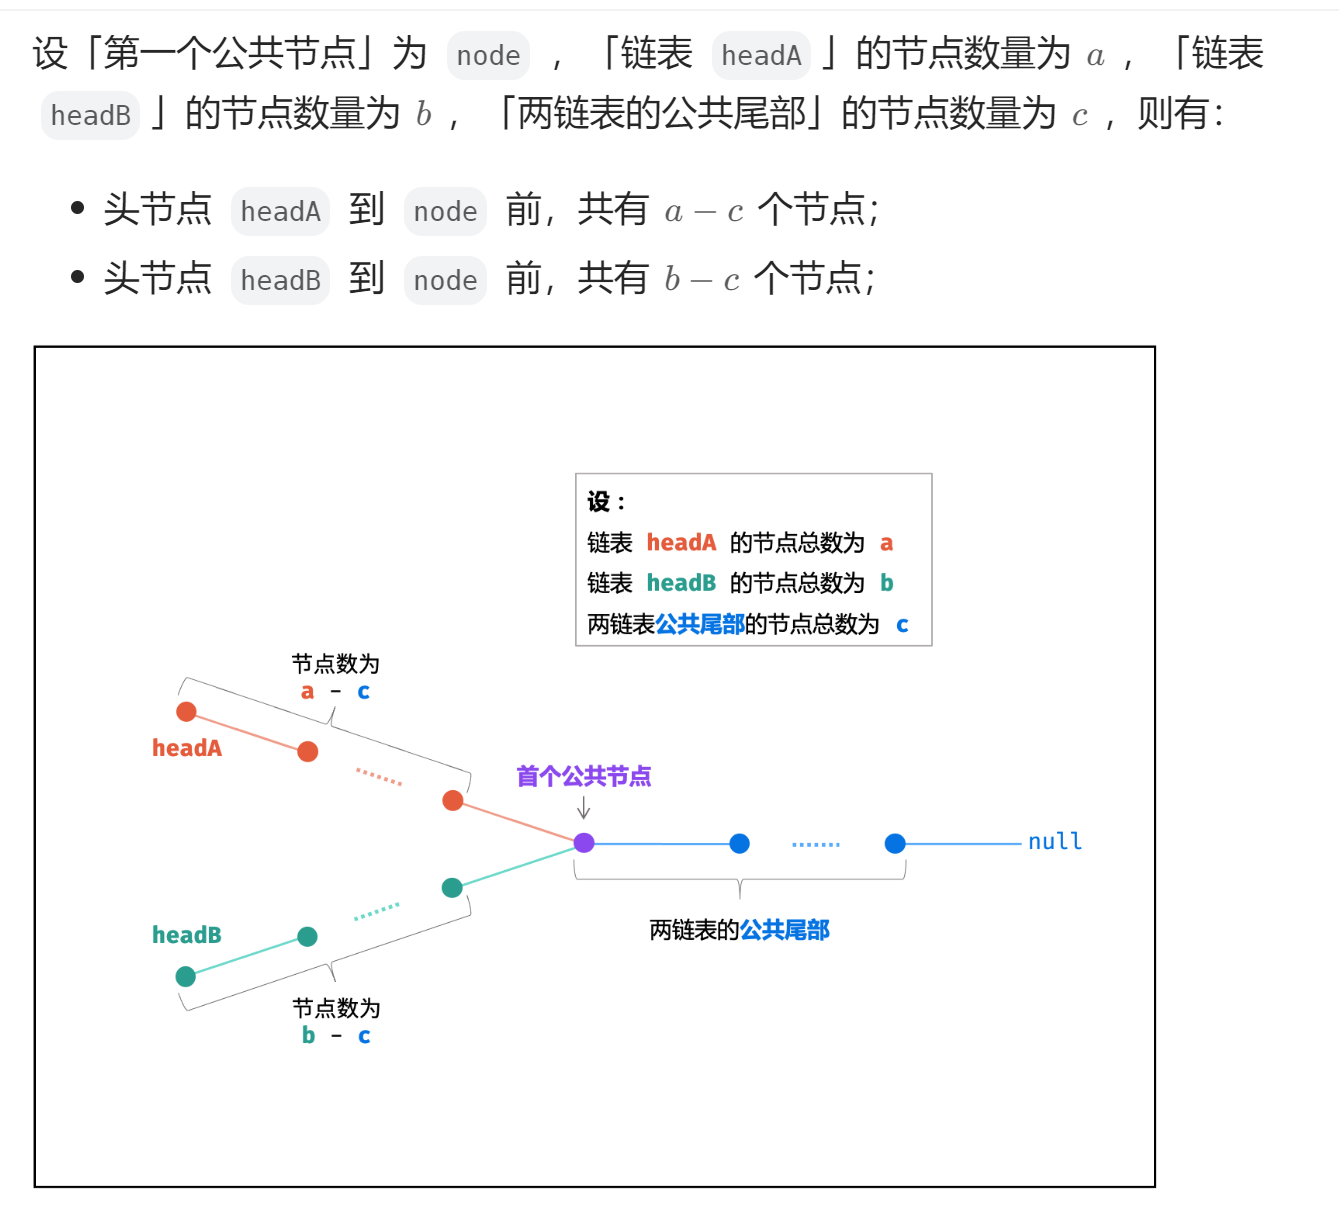 设「第一个公共节点」为 node ，「链表 headA 」的节点数量为 a ，「链表
headB 」的节点数量为 b ，「两链表的公共尾部」的节点数量为 c ，则有：
• 头节点 headA 到 node 前，共有 a − c 个节点；
• 头节点 headB 到 node 前，共有 b − c 个节点；
设：
链表 headA 的节点总数为 a
链表 headB 的节点总数为 b
两链表公共尾部的节点总数为 c
节点数为
a - c
headA
首个公共节点
null
两链表的公共尾部
headB
节点数为
b - c